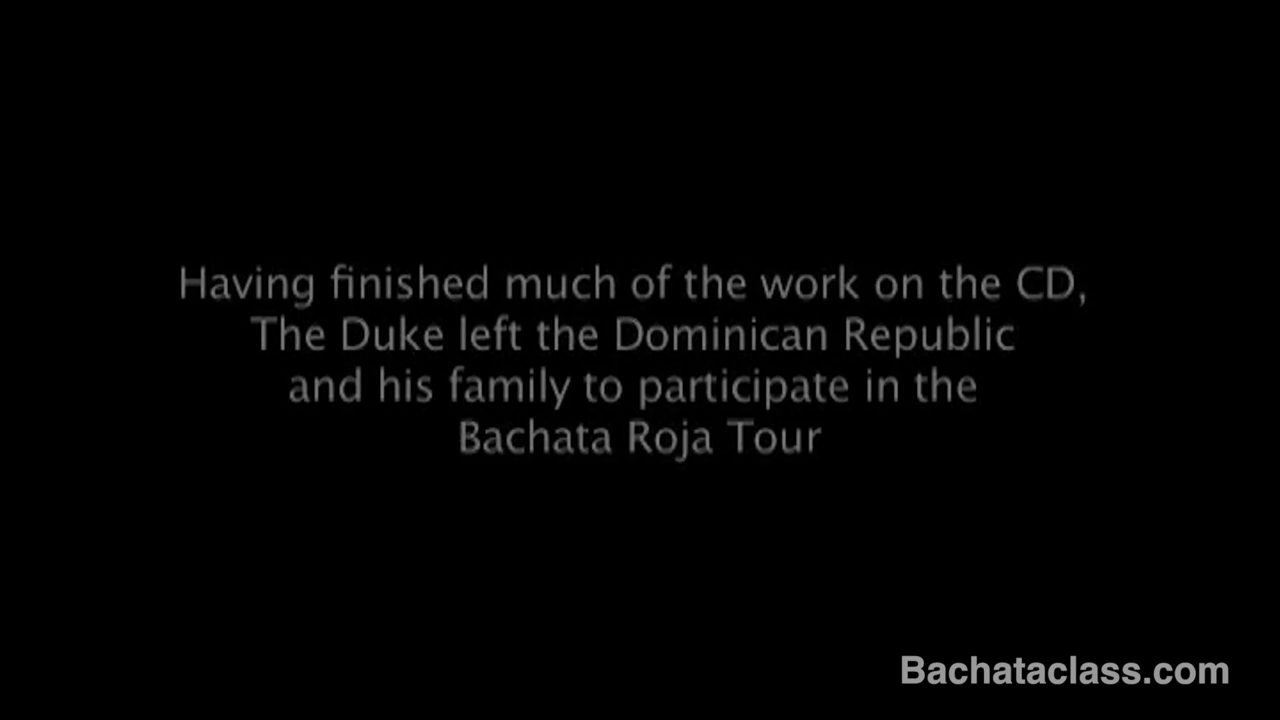 Having finished much of the work on the CD,
The Duke left the Dominican Republic
and his family to participate in the
Bachata Roja Tour
Bachataclass.com